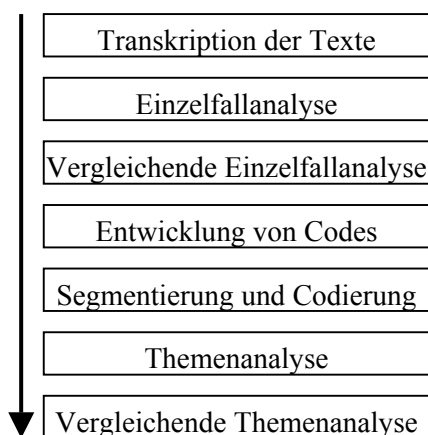 Transkription der Texte
Einzelfallanalyse
Vergleichende Einzelfallanalyse
Entwicklung von Codes
Segmentierung und Codierung
Themenanalyse
Vergleichende Themenanalyse